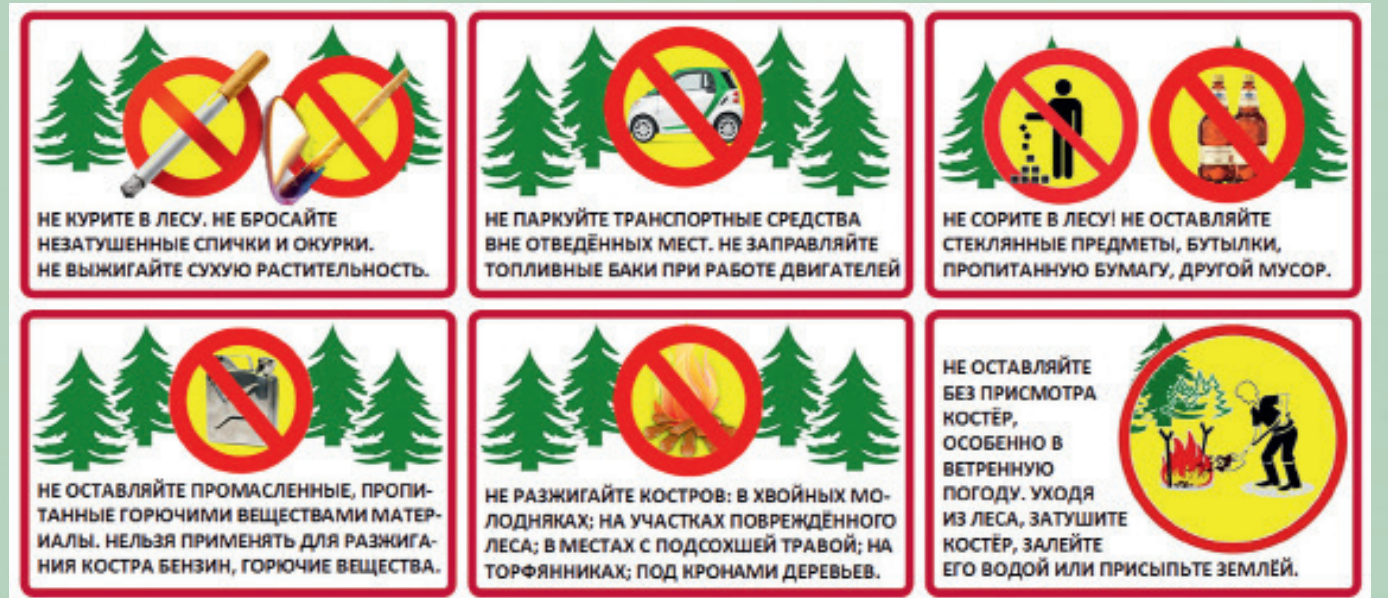 НЕ КУРИТЕ В ЛЕСУ. НЕ БРОСАЙТЕ
НЕЗАТУШЕННЫЕ СПИЧКИ И ОКУРКИ.
НЕ ВЫЖИГАЙТЕ СУХУЮ РАСТИТЕЛЬНОСТЬ.
НЕ ПАРКУЙТЕ ТРАНСПОРТНЫЕ СРЕДСТВА
ВНЕ ОТВЕДЁННЫХ МЕСТ. НЕ ЗАПРАВЛЯЙТЕ
ТОПЛИВНЫЕ БАКИ ПРИ РАБОТЕ ДВИГАТЕЛЕЙ
НЕ СОРИТЕ В ЛЕСУ! НЕ ОСТАВЛЯЙТЕ
СТЕКЛЯННЫЕ ПРЕДМЕТЫ, БУТЫЛКИ,
ПРОПИТАННУЮ БУМАГУ, ДРУГОЙ МУСОР.
НЕ ОСТАВЛЯЙТЕ ПРОМАСЛЕННЫЕ, ПРОПИ-
ТАННЫЕ ГОРЮЧИМИ ВЕЩЕСТВАМИ МАТЕР-
ИАЛЫ. НЕЛЬЗЯ ПРИМЕНЯТЬ ДЛЯ РАЗЖИГА-
НИЯ КОСТРА БЕНЗИН, ГОРЮЧИЕ ВЕЩЕСТВА.
НЕ РАЗЖИГАЙТЕ КОСТРОВ: В ХВОЙНЫХ МО-
ЛОДНЯКАХ; НА УЧАСТКАХ ПОВРЕЖДЁННОГО
ЛЕСА; В МЕСТАХ С ПОДСОХШЕЙ ТРАВОЙ; НА
ТОРФЯННИКАХ; ПОД КРОНАМИ ДЕРЕВЬЕВ.
НЕ ОСТАВЛЯЙТЕ
БЕЗ ПРИСМОТРА
КОСТЁР,
ОСОБЕННО В
ВЕТРЕННУЮ
ПОГОДУ. УХОДЯ
ИЗ ЛЕСА, ЗАТУШИТЕ
КОСТЁР, ЗАЛЕЙТЕ
ЕГО ВОДОЙ ИЛИ ПРИСЫПЬТЕ ЗЕМЛЁЙ.